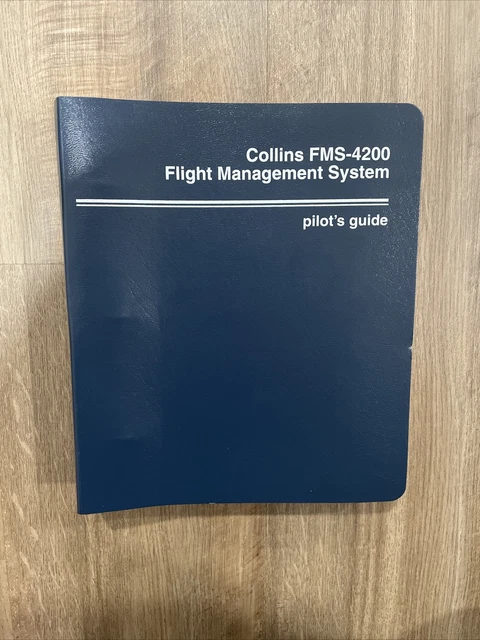 Collins FMS-4200
Flight Management System
pilot's guide